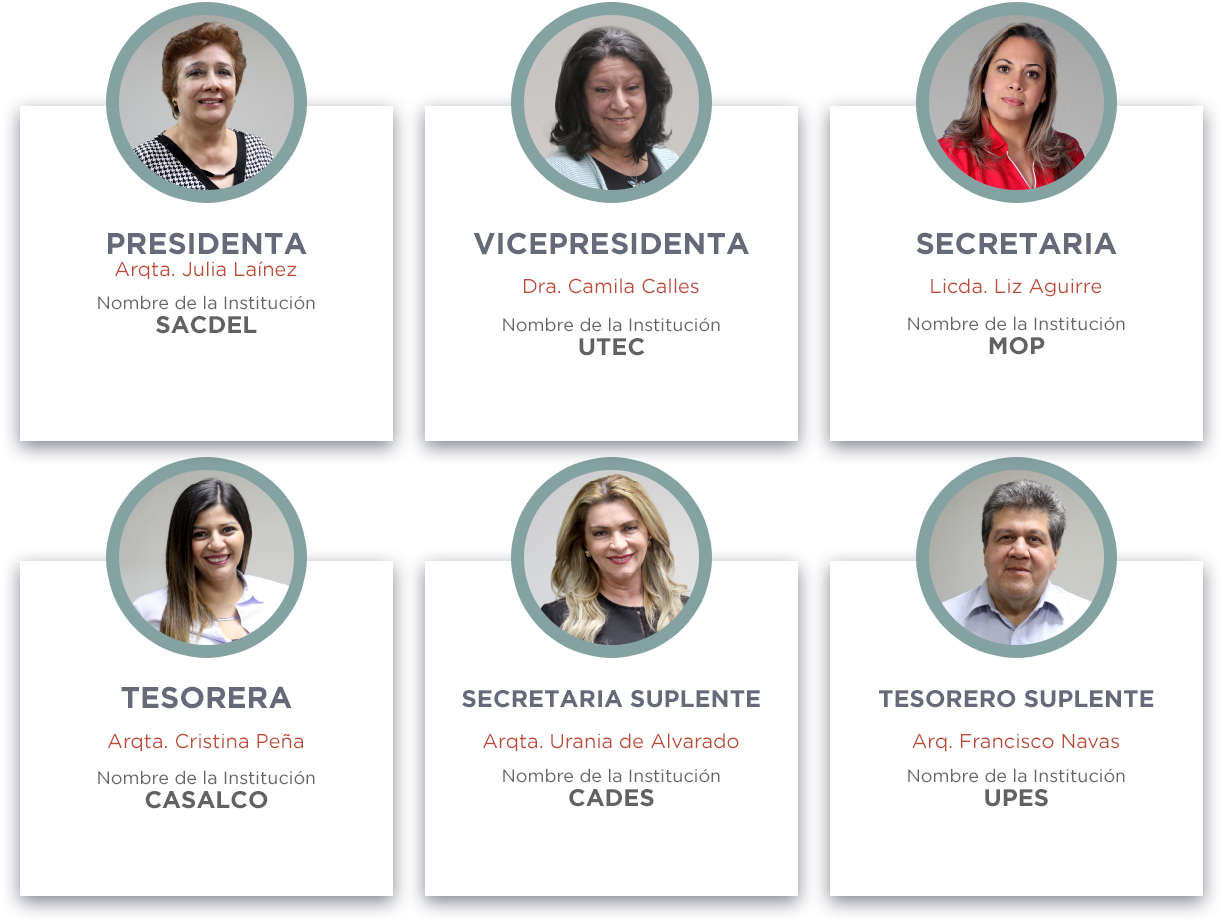 PRESIDENTA
Arqta. Julia Laínez
Nombre de la Institución
SACDEL
VICEPRESIDENTA
Dra. Camila Calles
Nombre de la Institución
UTEC
SECRETARIA
Licda. Liz Aguirre
Nombre de la Institución
MOP
TESORERA
Arqta. Cristina Peña
Nombre de la Institución
CASALCO
SECRETARIA SUPLENTE
Arqta. Urania de Alvarado
Nombre de la Institución
CADES
TESORERO SUPLENTE
Arq. Francisco Navas
Nombre de la Institución
UPES